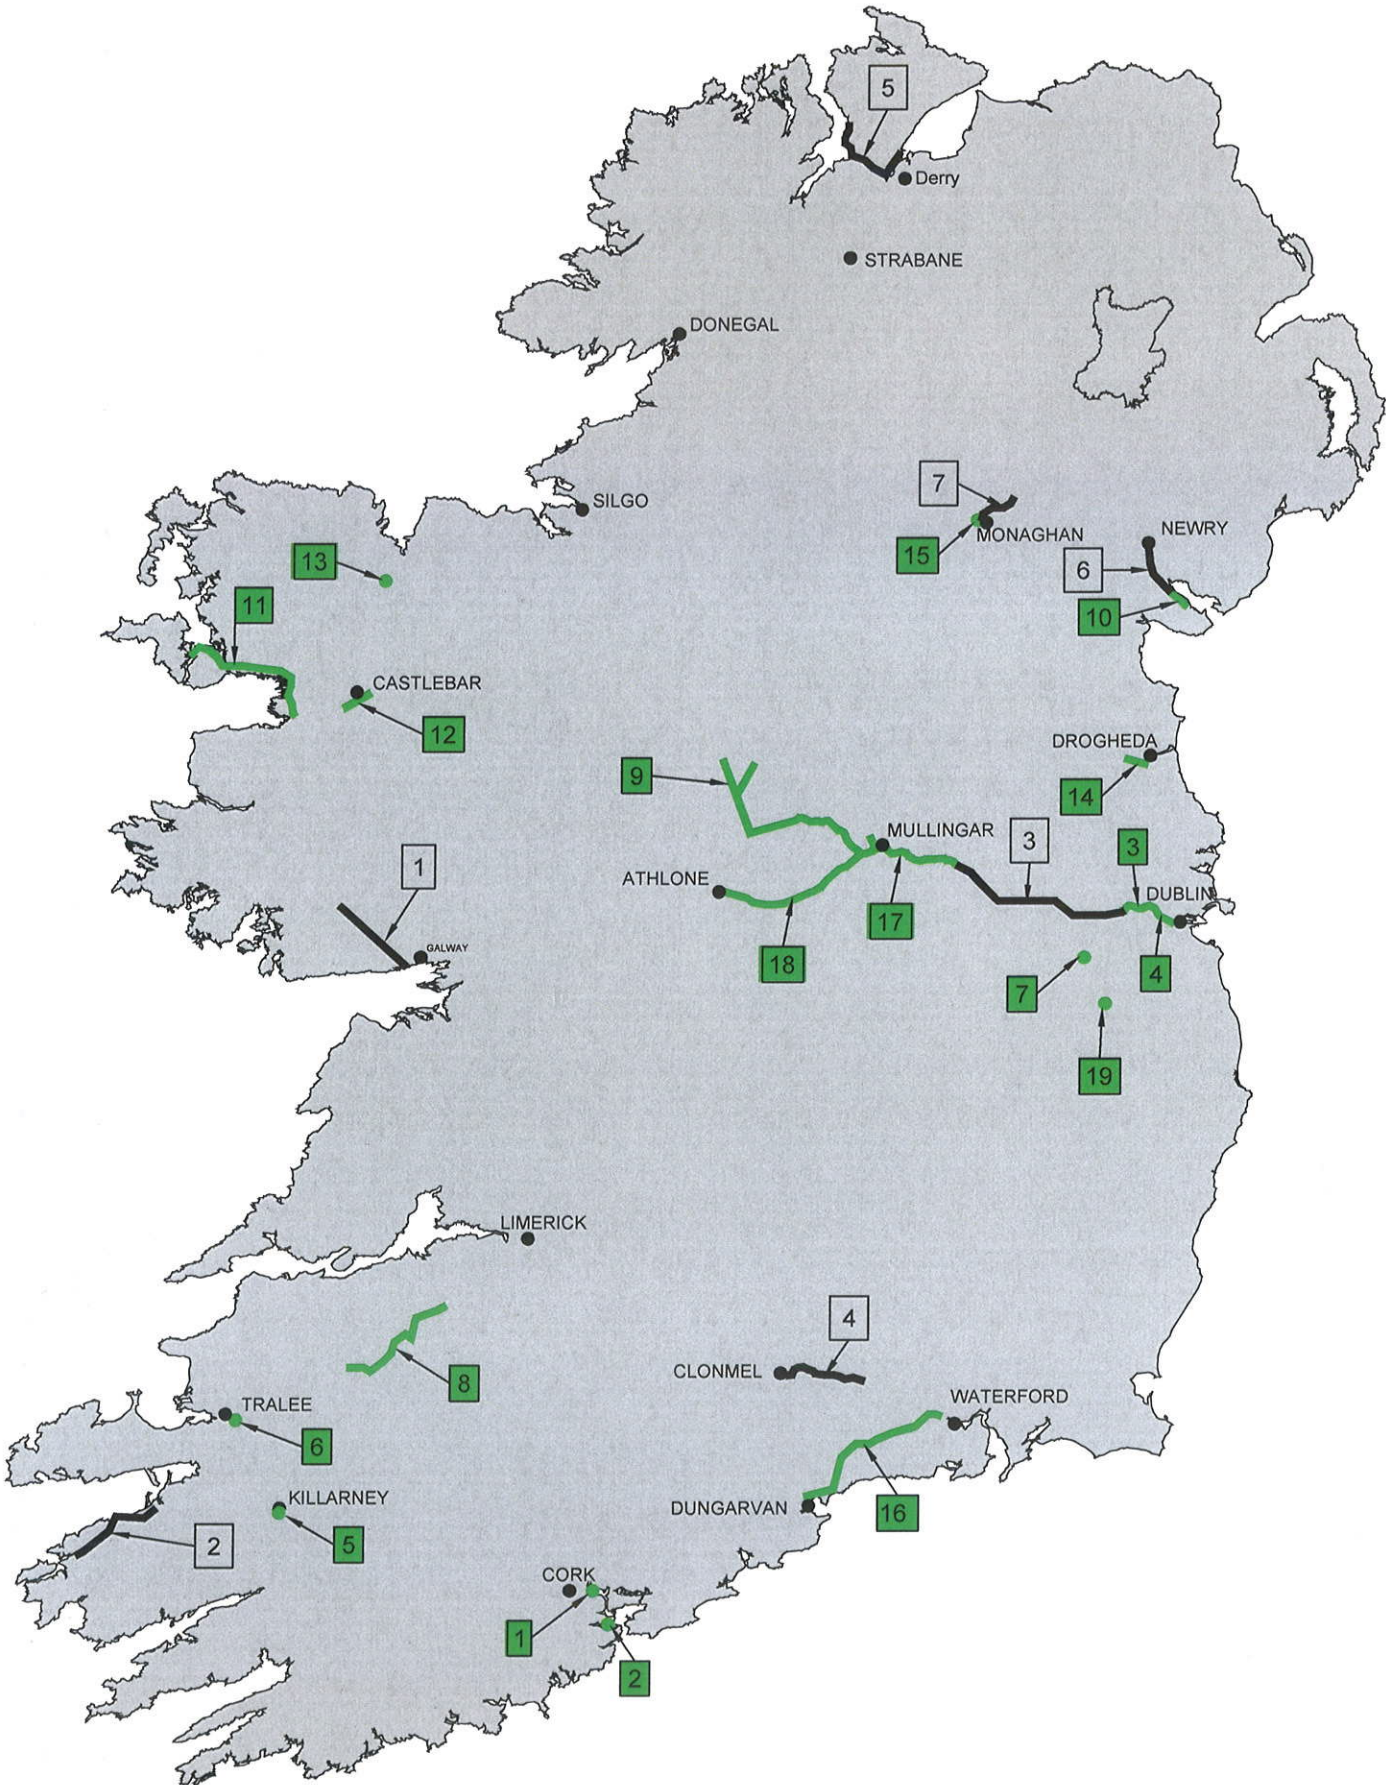 5
Derry
STRABANE
DONEGAL
7
SILGO
MONAGHAN
NEWRY
13
15
6
11
10
CASTLEBAR
12
DROGHEDA
9
14
MULLINGAR
3
3
1
ATHLONE
DUBLIN
17
GALWAY
18
4
7
19
LIMERICK
4
CLONMEL
8
WATERFORD
TRALEE
6
KILLARNEY
DUNGARVAN
16
2
5
CORK
1
2